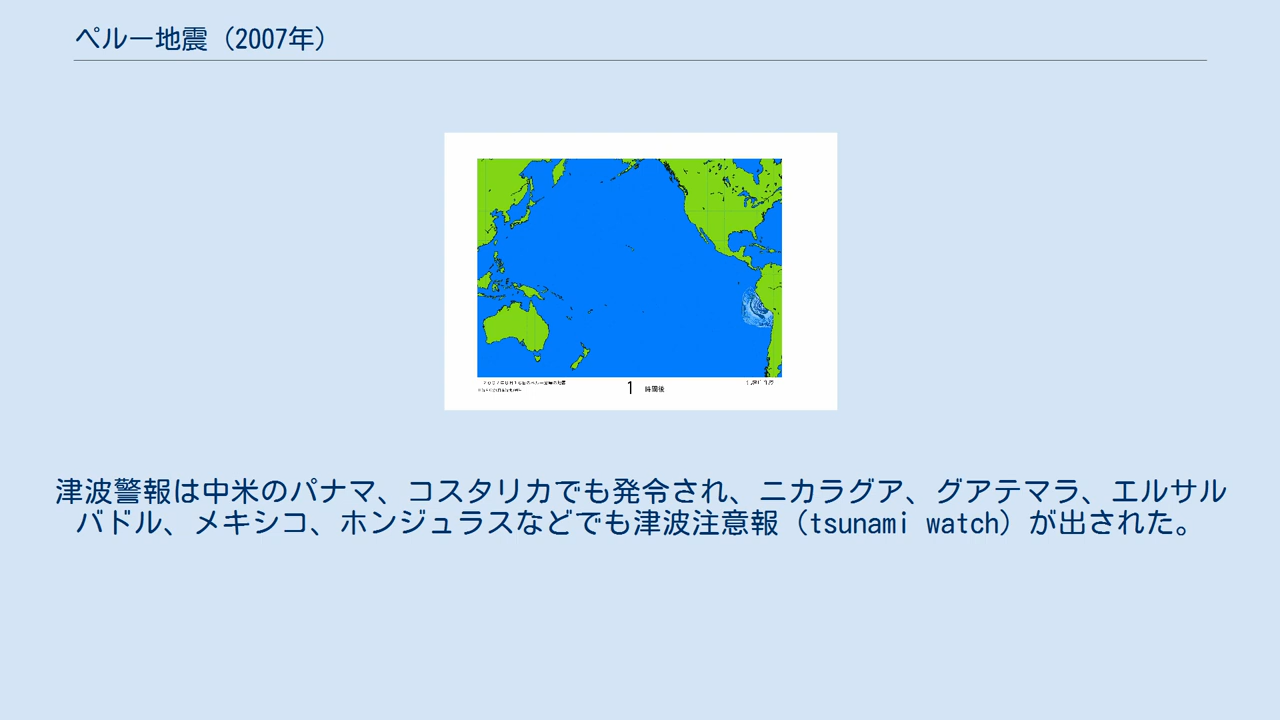 ペルー地震（2007年）
1 時間後
津波警報は中米のパナマ、コスタリカでも発令され、ニカラグア、グアテマラ、エルサル
バドル、メキシコ、ホンジュラスなどでも津波注意報（tsunami watch）が出された。